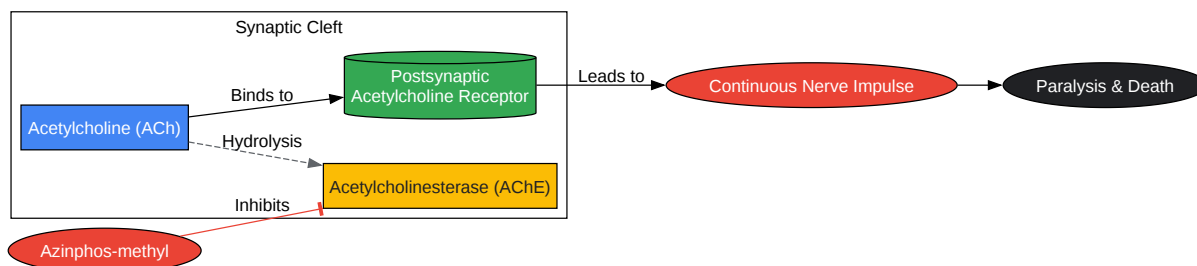 Synaptic Cleft
Acetylcholine (ACh)
Binds to
Postsynaptic
Acetylcholine Receptor
Leads to
Continuous Nerve Impulse
Paralysis & Death
Hydrolysis
Acetylcholinesterase (AChE)
Inhibits
Azinphos-methyl